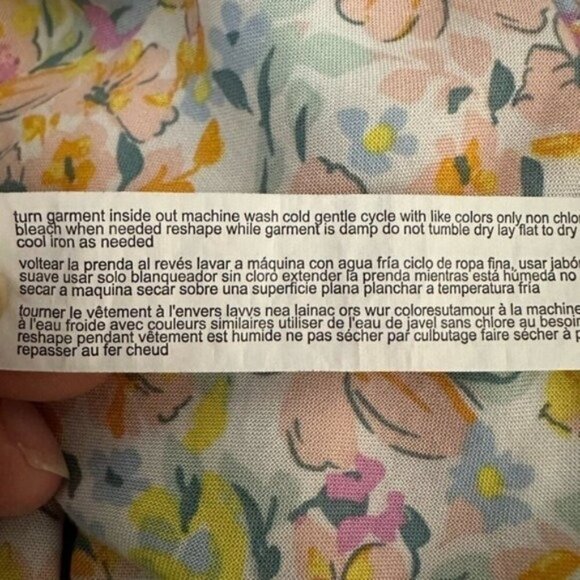 turn garment inside out machine wash cold gentle cycle with like colors only non chlor
bleach when needed reshape while garment is damp do not tumble dry lay flat to dry
cool iron as needed
voltear la prenda al revés lavar a máquina con agua fría ciclo de ropa fina, usar jabón
suave usar solo blanqueador sin cloro extender la prenda mientras está húmeda no
secar a maquina secar sobre una superficie plana planchar a temperatura fría
tourner le vêtement à l'envers lavvs nea lainac ors wur coloresutamour à la machine
à l'eau froide avec couleurs similaires utiliser de l'eau de javel sans chlore au besoin
reshape pendant vêtement est humide ne pas sécher par culbutage faire sécher à p
repasser au fer cheud